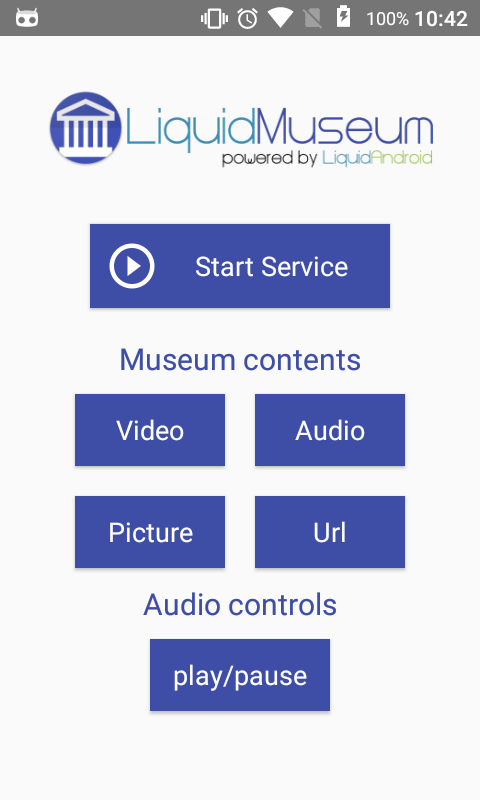 100% 10:42
LiquidMuseum
powered by LiquidAndroid
Start Service
Museum contents
Video Audio
Picture Url
Audio controls
play/pause